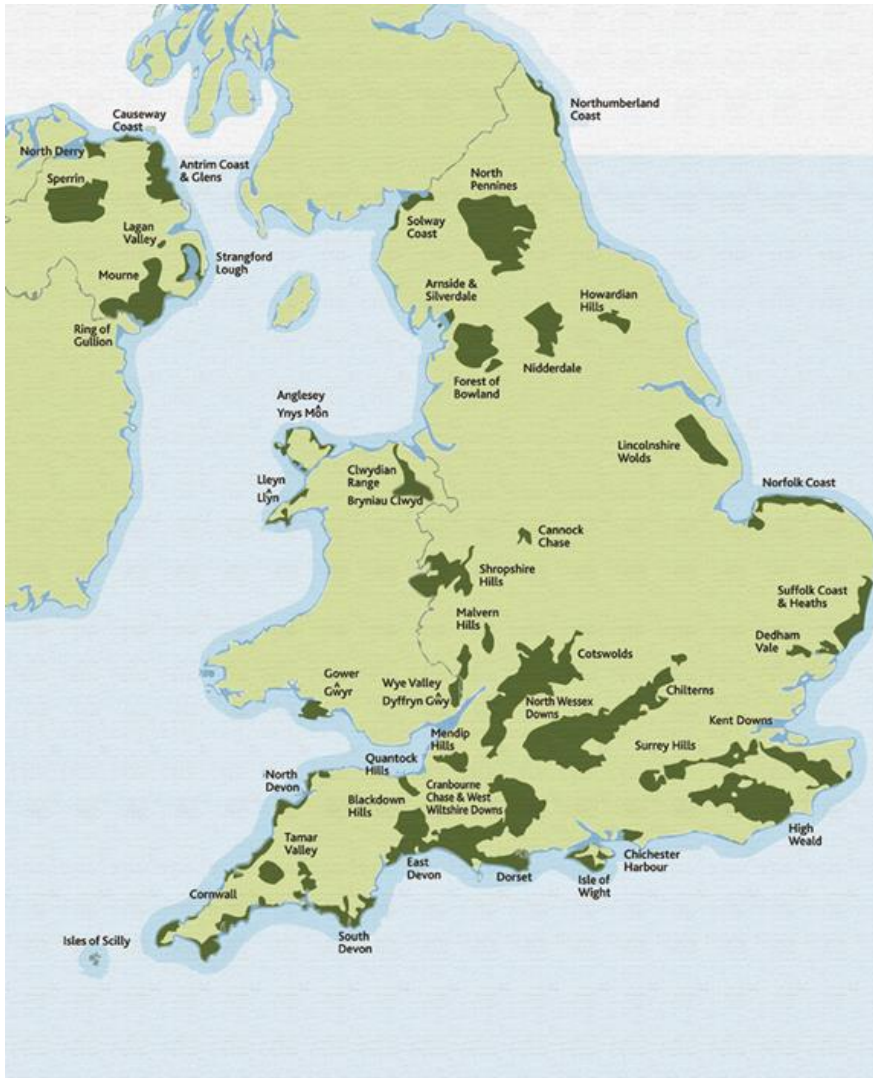 Northumberland
Coast
Causeway
Coast
North Derry
Antrim Coast
& Glens
North
Pennines
Sperrin
Solway
Coast
Lagan
Valley
Strangford
Lough
Mourne
Arnside &
Silverdale
Howardian
Hills
Ring of
Gullion
Nidderdale
Forest of
Bowland
Anglesey
Ynys Môn
Lincolnshire
Wolds
Clwydian
Range
Bryniau Clwyd
Lleyn
Llŷn
Norfolk Coast
Cannock
Chase
Shropshire
Hills
Suffolk Coast
& Heaths
Malvern
Hills
Dedham
Vale
Cotswolds
Gower
Gwyr
Wye Valley
Dyffryn Gwy
Chilterns
North Wessex
Downs
Kent Downs
Mendip
Hills
Surrey Hills
Quantock
Hills
North
Devon
Cranbourne
Chase & West
Wiltshire Downs
Blackdown
Hills
High
Weald
Tamar
Valley
Chichester
Harbour
East
Devon
Dorset
Isle of
Wight
Cornwall
South
Devon
Isles of Scilly